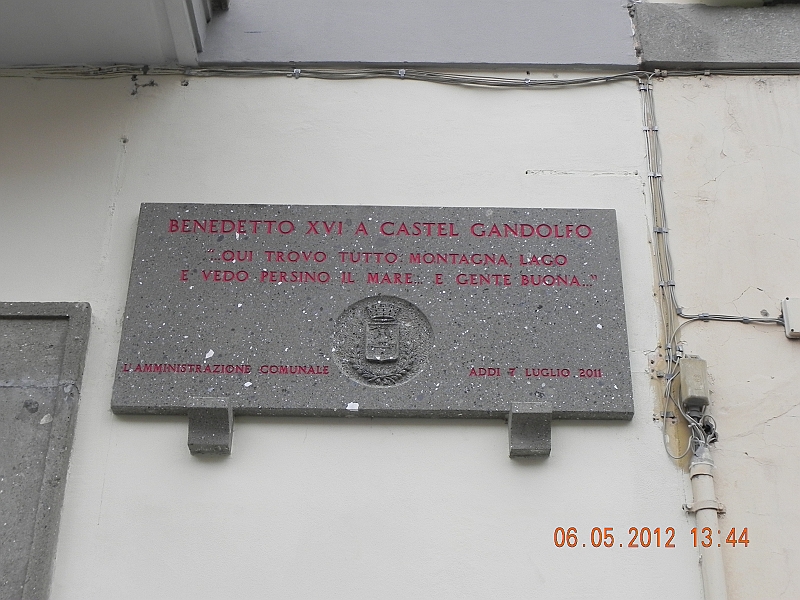 BENEDETTO XVI A CASTEL GANDOLFO
"...QUI TROVO TUTTO: MONTAGNA, LAGO
E VEDO PERSINO IL MARE... E GENTE BUONA..."
L'AMMINISTRAZIONE COMUNALE
ADDI 7 LUGLIO 2011
06.05.2012 13:44